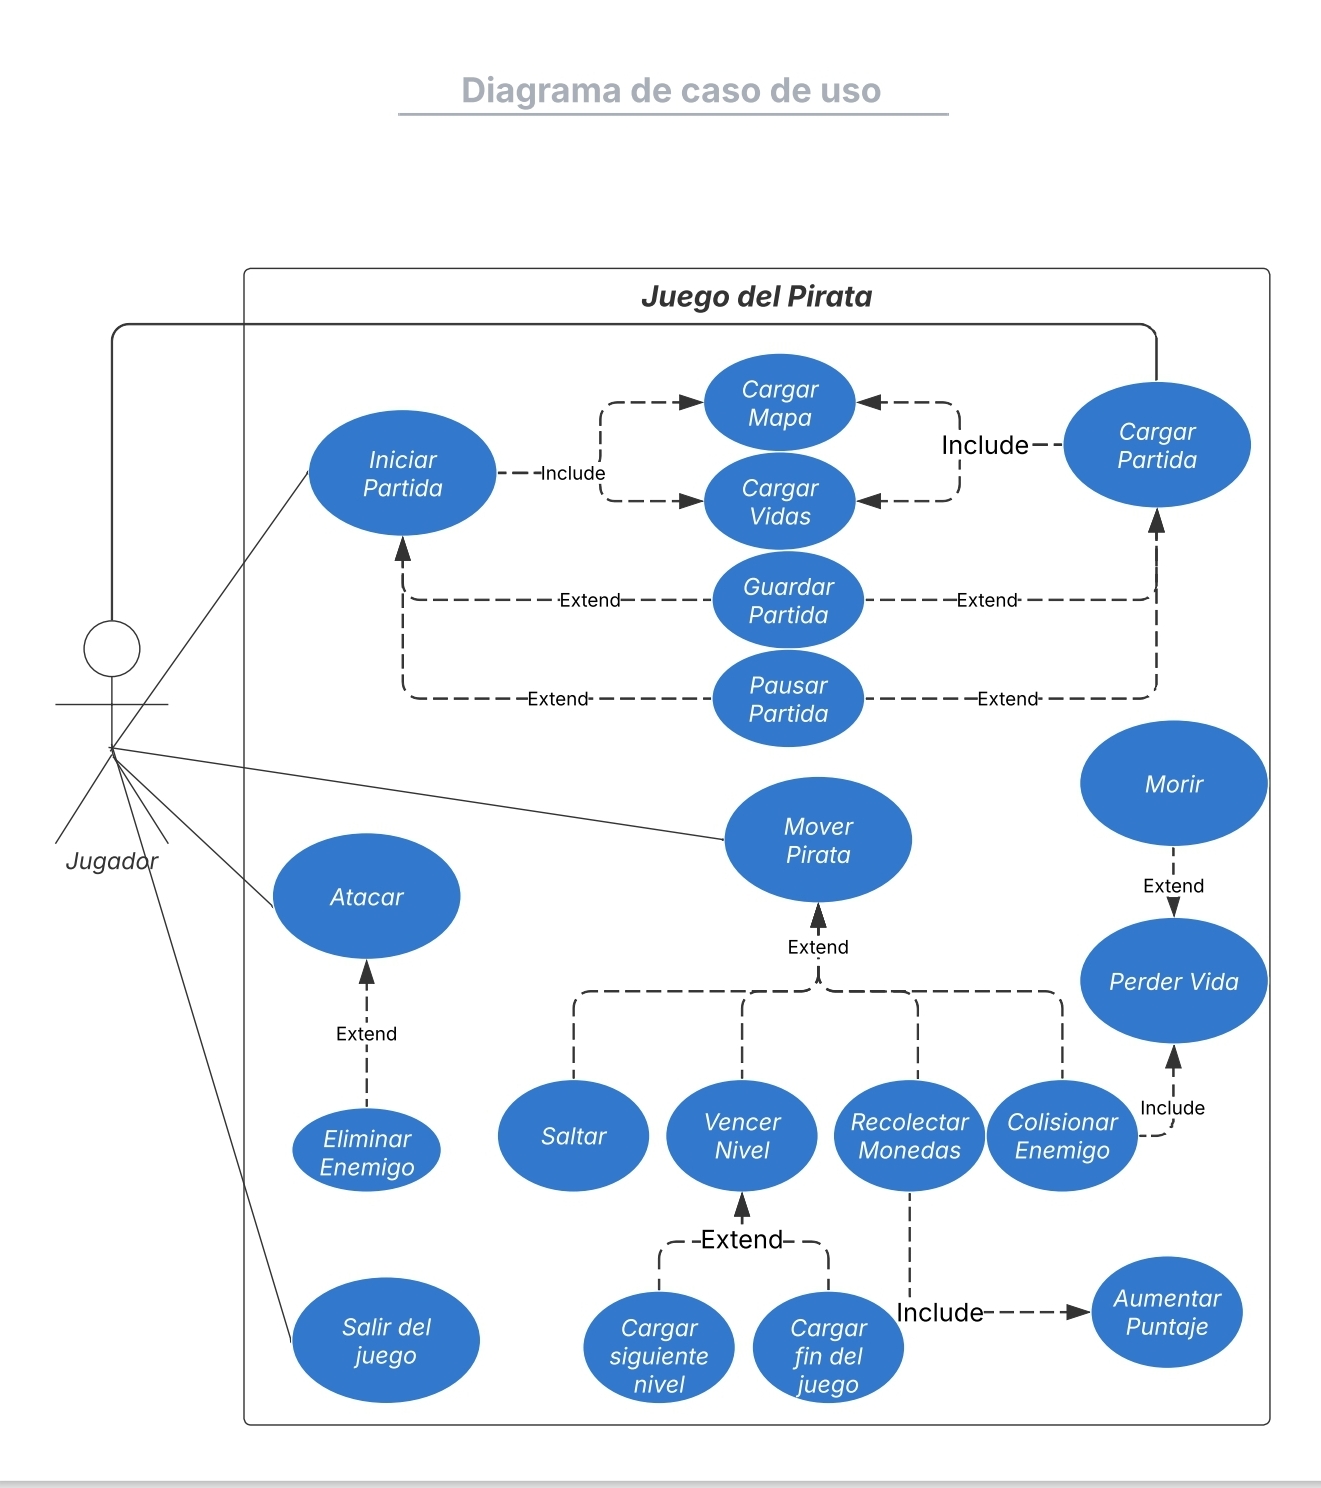 Diagrama de caso de uso
Juego del Pirata
Cargar
Mapa
Cargar
Partida
Iniciar
Partida
Include
Include
Cargar
Vidas
Guardar
Partida
Extend
Extend
Pausar
Partida
Extend
Extend
Morir
Mover
Pirata
Jugador
Atacar
Extend
Extend
Perder Vida
Extend
Include
Eliminar
Enemigo
Saltar
Vencer
Nivel
Recolectar
Monedas
Colisionar
Enemigo
Extend
Include
Aumentar
Puntaje
Salir del
juego
Cargar
siguiente
nivel
Cargar
fin del
juego